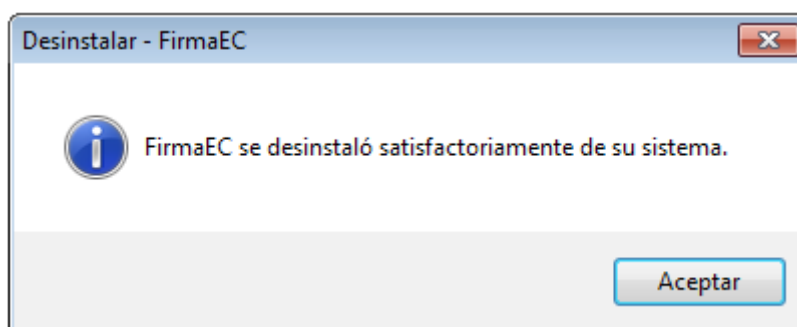 Desinstalar - FirmaEC
FirmaEC se desinstaló satisfactoriamente de su sistema.
Aceptar